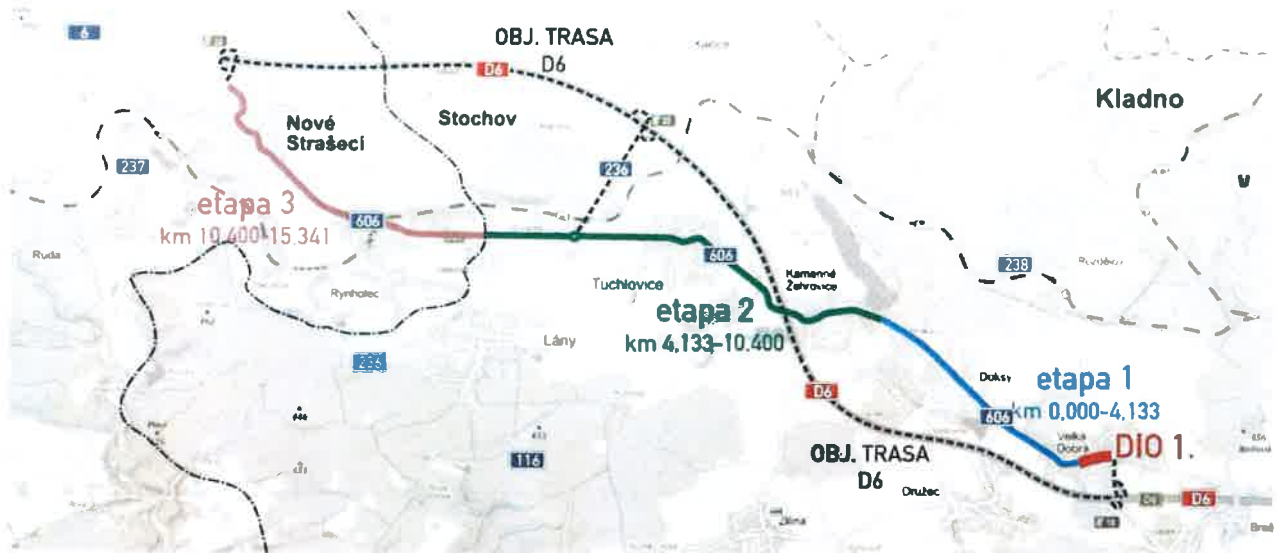 6
OBJ. TRASA
D6
D6
Kladno
Nové
Strašecí
Stochov
237
236
etapa 3
km 10.400-15.341
606
606
238
Ruda
Rynholec
Tuchlovice
Kamenné
Žehrovice
etapa 2
km 4,133-10.400
Lány
236
D6
Doksy
etapa 1
606
km 0,000-4,133
Velká
Dobrá
DIO 1.
116
OBJ. TRASA
D6
Družec
D6
Žilina